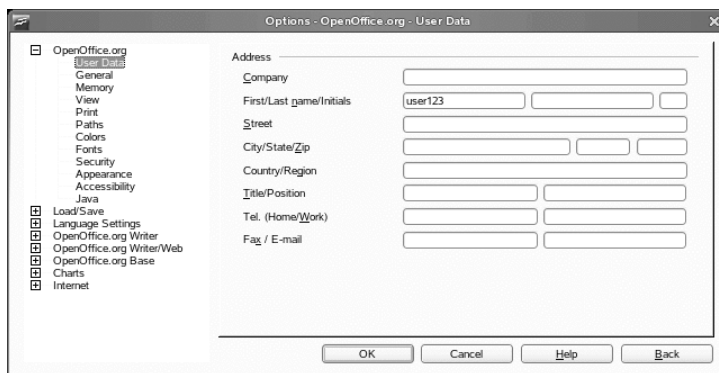 Options - OpenOffice.org - User Data
OpenOffice.org
User Data
General
Memory
View
Print
Paths
Colors
Fonts
Security
Appearance
Accessibility
Java
Load/Save
Language Settings
OpenOffice.org Writer
OpenOffice.org Writer/Web
OpenOffice.org Base
Charts
Internet
Address
Company
First/Last name/Initials user123
Street
City/State/Zip
Country/Region
Title/Position
Tel. (Home/Work)
Fax / E-mail
OK Cancel Help Back